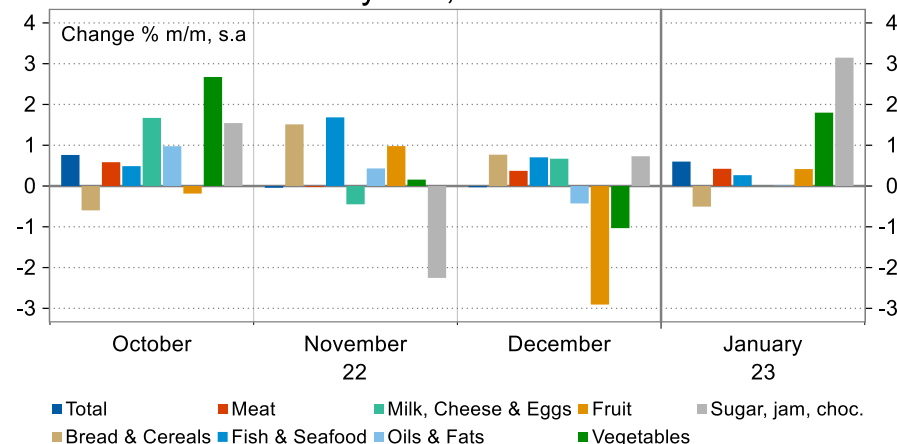 Change % m/m, s.a
4 4
3 3
2 2
1 1
0 0
-1 -1
-2 -2
-3 -3
October November December January
22 23
Total Meat Milk, Cheese & Eggs Fruit Sugar, jam, choc.
Bread & Cereals Fish & Seafood Oils & Fats Vegetables